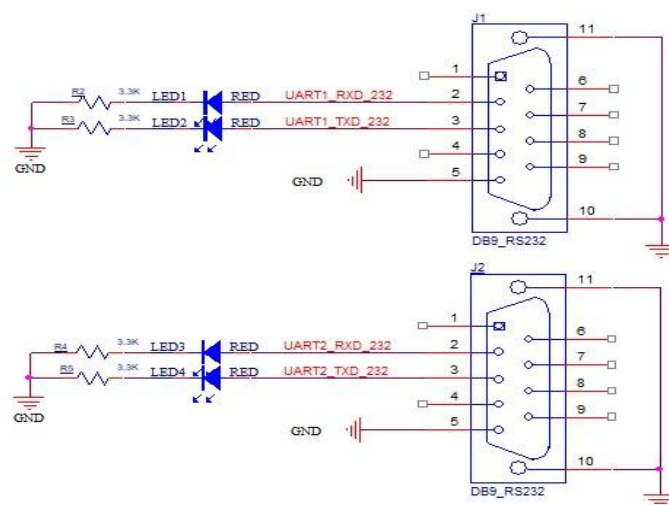 J1
11
1
6
R2 3.3K LED1 RED UART1_RXD_232 2
7
R3 3.3K LED2 RED UART1_TXD_232 3
8
4
9
GND
GND 5
10
DB9_RS232
J2
11
1
6
R4 3.3K LED3 RED UART2_RXD_232 2
7
R5 3.3K LED4 RED UART2_TXD_232 3
8
4
9
GND
GND 5
10
DB9_RS232